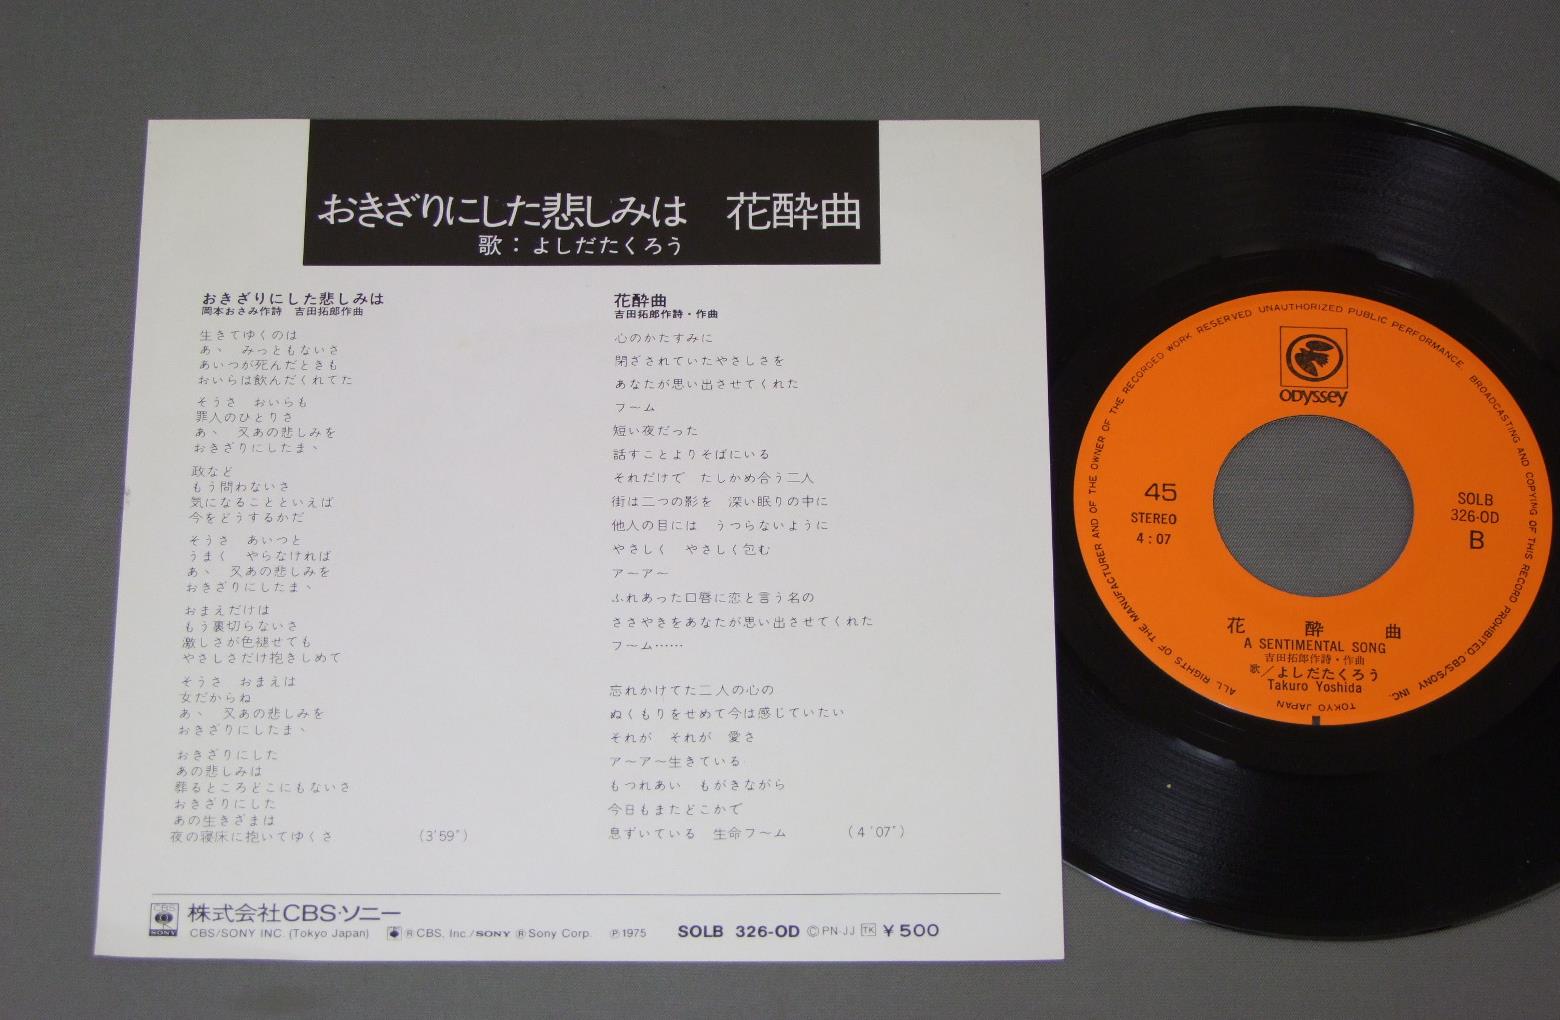 おきざりにした悲しみは　花酔曲
歌：よしだたくろう
おきざりにした悲しみは
岡本おさみ作詩　吉田拓郎作曲
生きてゆくのは
あゝ　みっともないさ
あいつが死んだときも
おいらは飲んだくれてた
そうさ　おいらも
罪人のひとりさ
あゝ　又あの悲しみを
おきざりにしたまゝ
政など
もう問わないさ
気になることといえば
今をどうするかだ
そうさ　あいつと
うまく　やらなければ
あゝ　又あの悲しみを
おきざりにしたまゝ
おまえだけは
もう裏切らないさ
激しさが色褪せても
やさしさだけ抱きしめて
そうさ　おまえは
女だからね
あゝ　又あの悲しみを
おきざりにしたまゝ
おきざりにした
あの悲しみは
葬るところどこにもないさ
おきざりにした
あの生きざまは
夜の寝床に抱いてゆくさ　(3'59")
花酔曲
吉田拓郎作詩・作曲
心のかたすみに
閉ざされていたやさしさを
あなたが思い出させてくれた
フ〜ム
短い夜だった
話すことよりそばにいる
それだけで　たしかめ合う二人
街は二つの影を　深い眠りの中に
他人の目には　うつらないように
やさしく　やさしく包む
ア〜ア〜
ふれあった口唇に恋と言う名の
ささやきをあなたが思い出させてくれた
フ〜ム……
忘れかけてた二人の心の
ぬくもりをせめて今は感じていたい
それが　それが　愛さ
ア〜ア〜生きている
もつれあい　もがきながら
今日もまたどこかで
息ずいている　生命フ〜ム　(4'07")
CBS
SONY
株式会社CBS・ソニー
CBS/SONY INC. (Tokyo Japan)　Ⓡ CBS, Inc./SONY Ⓡ Sony Corp.　Ⓟ1975　SOLB 326-OD ©PN・JJ TK ¥500
ALL RIGHTS OF THE MANUFACTURER AND OF THE OWNER OF THE RECORDED WORK RESERVED UNAUTHORIZED PUBLIC PERFORMANCE BROADCASTING AND COPYING OF THIS RECORD PROHIBITED. CBS/SONY INC.
TOKYO JAPAN
Odyssey
45
STEREO
4:07
SOLB
326-OD
B
花酔曲
A SENTIMENTAL SONG
吉田拓郎作詩・作曲
歌／よしだたくろう
Takuro Yoshida